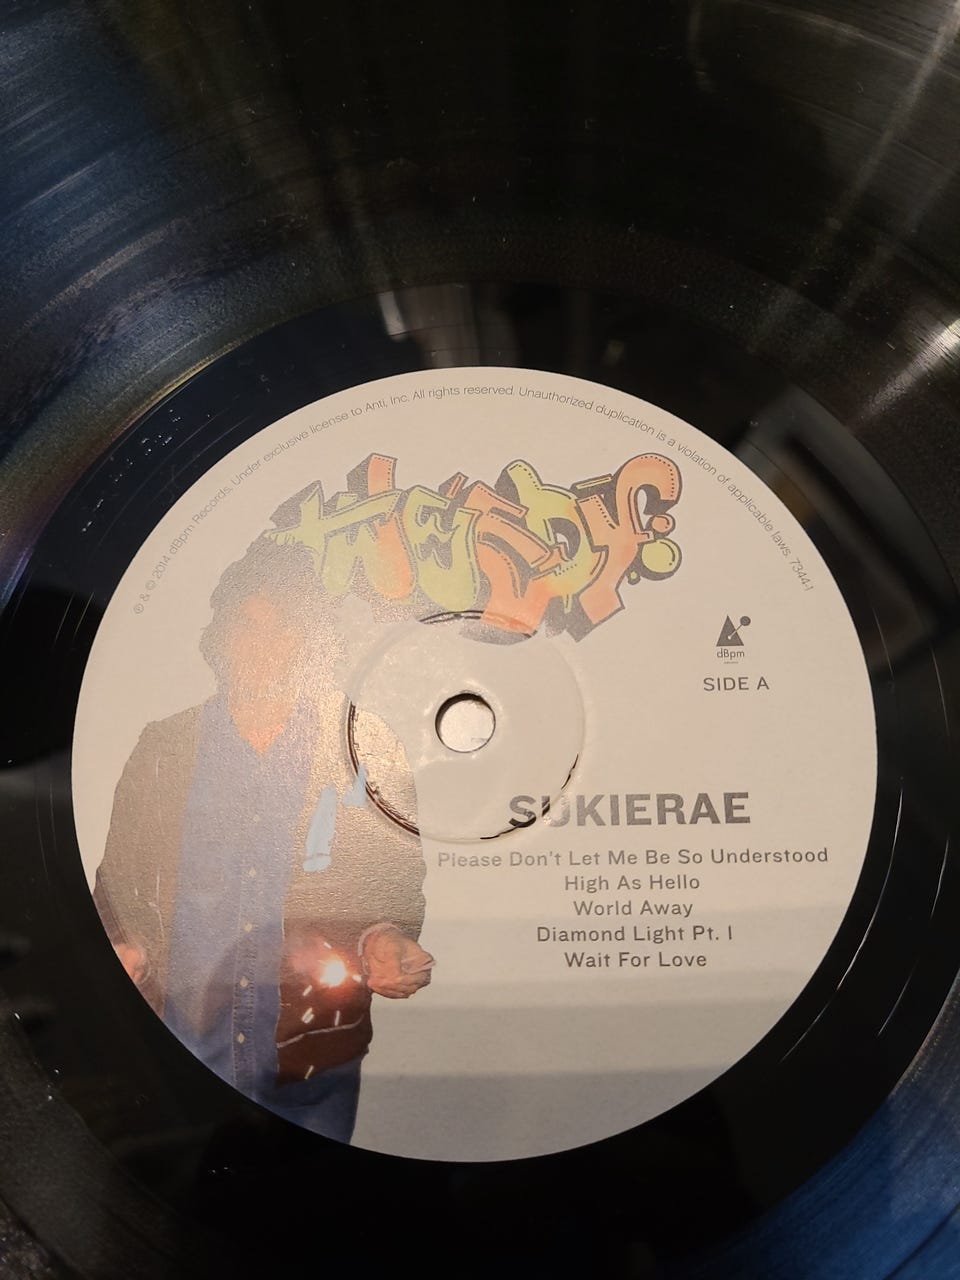 ℗ & © 2014 dBpm Records. Under exclusive license to Anti, Inc. All rights reserved. Unauthorized duplication is a violation of applicable laws. 7344-1
TWEEDY
dBpm
SIDE A
SUKIERAE
Please Don't Let Me Be So Understood
High As Hello
World Away
Diamond Light Pt. I
Wait For Love